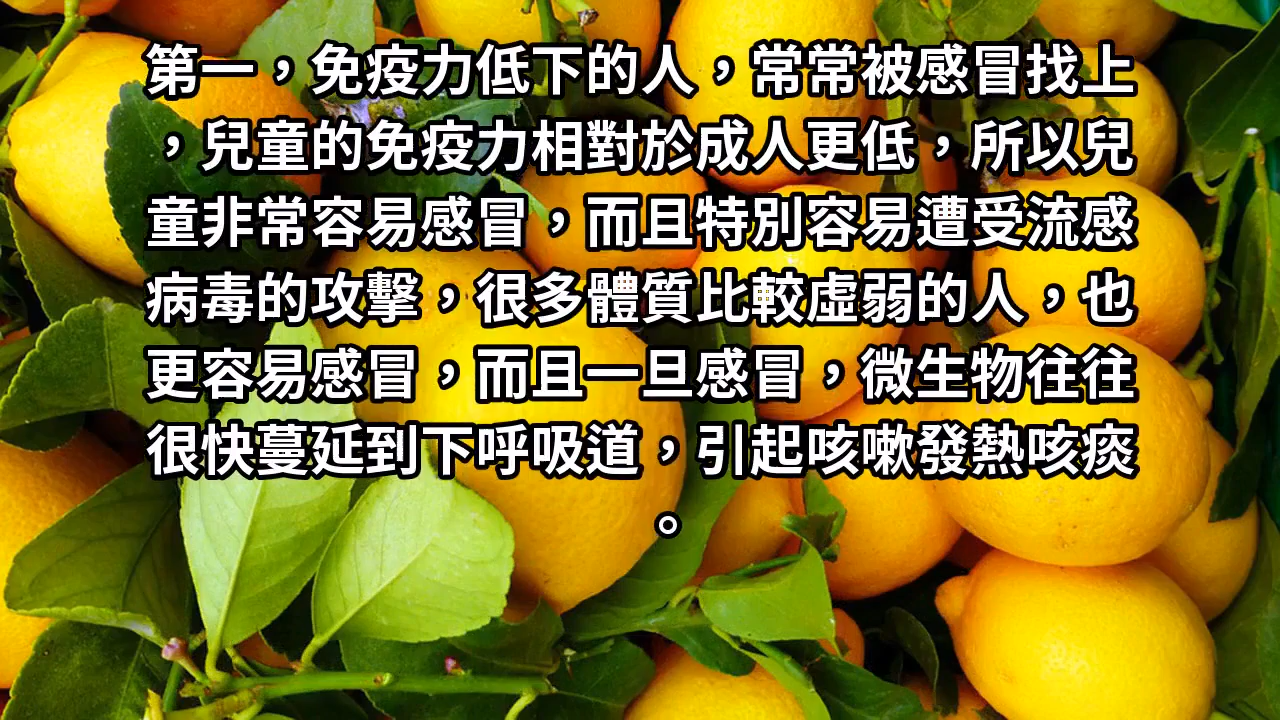 第一，免疫力低下的人，常常被感冒找上
，兒童的免疫力相對於成人更低，所以兒
童非常容易感冒，而且特別容易遭受流感
病毒的攻擊，很多體質比較虛弱的人，也
更容易感冒，而且一旦感冒，微生物往往
很快蔓延到下呼吸道，引起咳嗽發熱咳痰
。